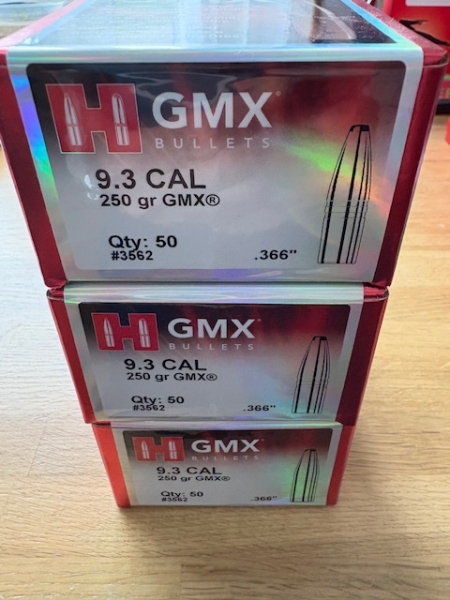 H GMX
BULLETS
9.3 CAL
250 gr GMX®
Qty: 50
#3562 .366"
H GMX
BULLETS
9.3 CAL
250 gr GMX®
Qty: 50
#3562 .366"
H GMX
BULLETS
9.3 CAL
250 gr GMX®
Qty: 50
#3562 .366"